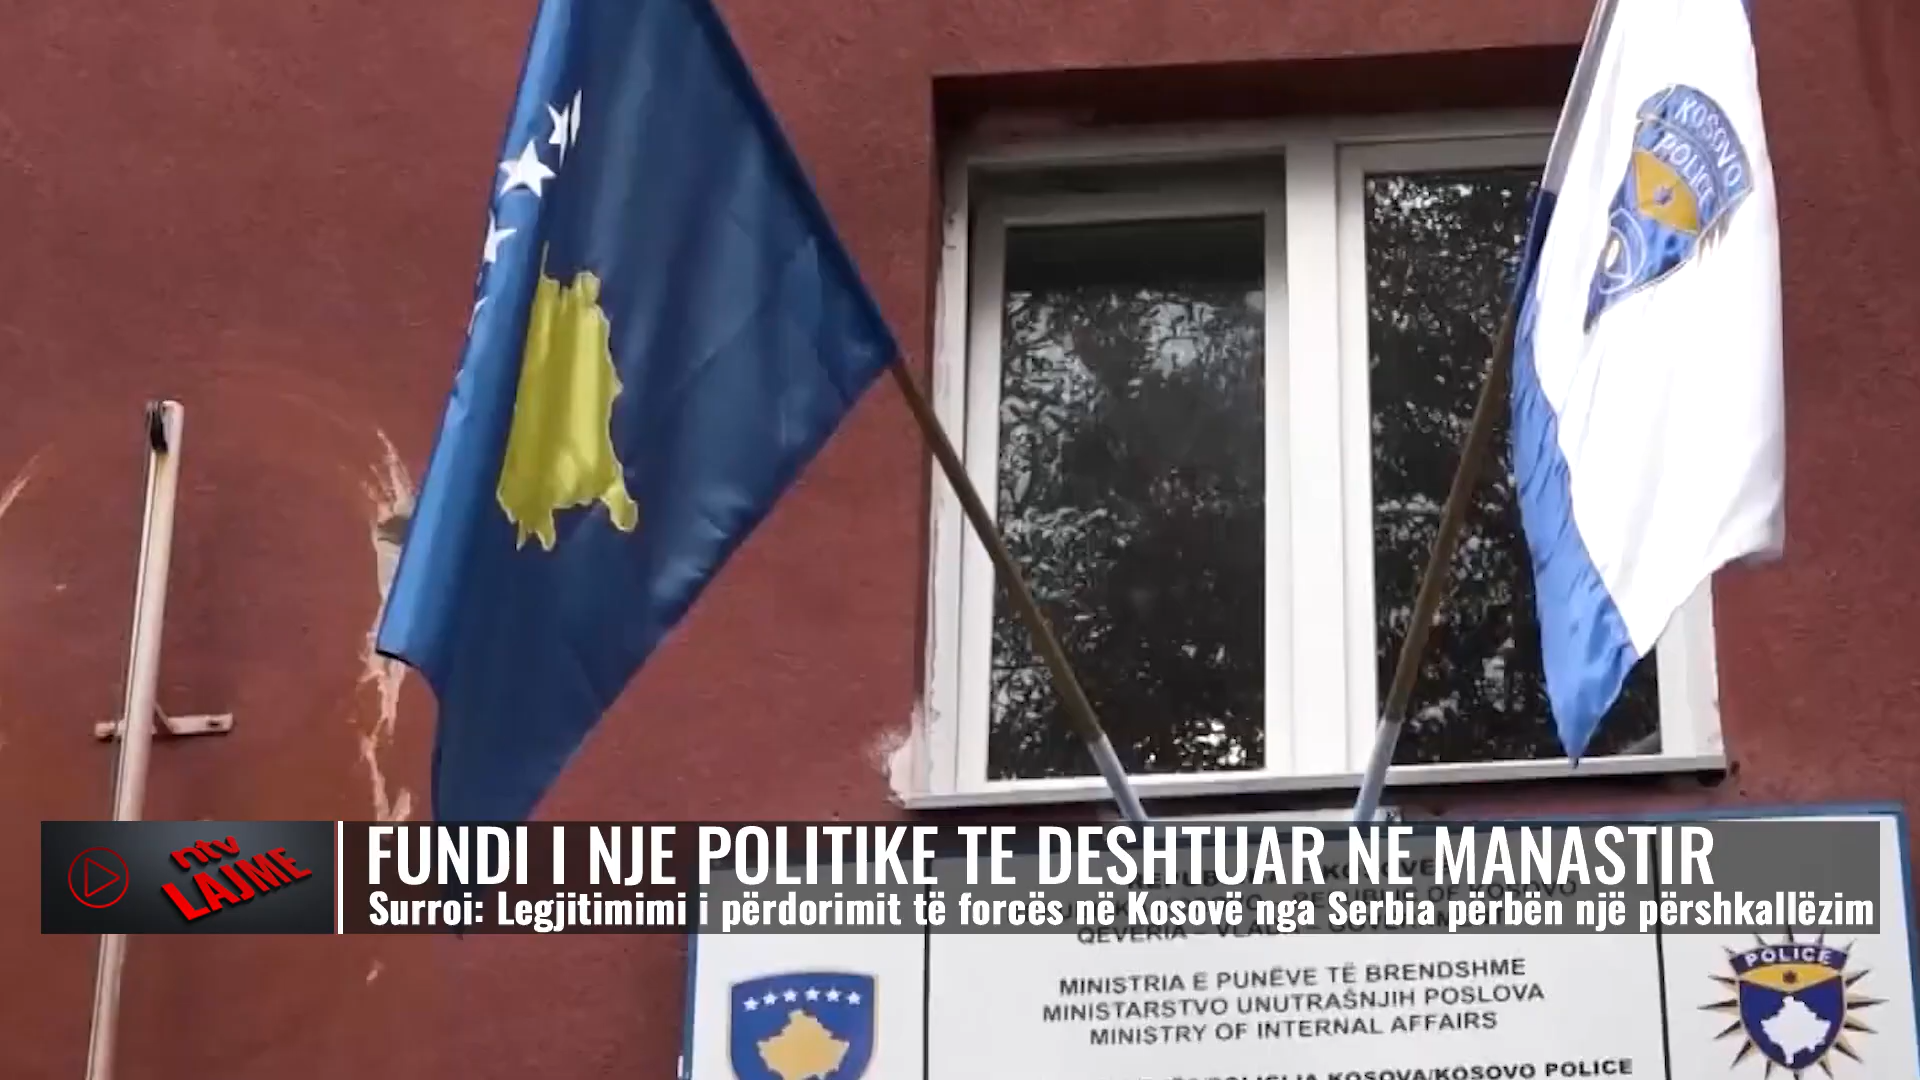 KOSOVO
POLICE
ntv
LAJME
FUNDI I NJE POLITIKE TE DESHTUAR NE MANASTIR
Surroi: Legjitimimi i përdorimit të forcës në Kosovë nga Serbia përbën një përshkallëzim
MINISTRIA E PUNËVE TË BRENDSHME
MINISTARSTVO UNUTRAŠNJIH POSLOVA
MINISTRY OF INTERNAL AFFAIRS
KOSOVA/KOSOVO POLICE
POLICE